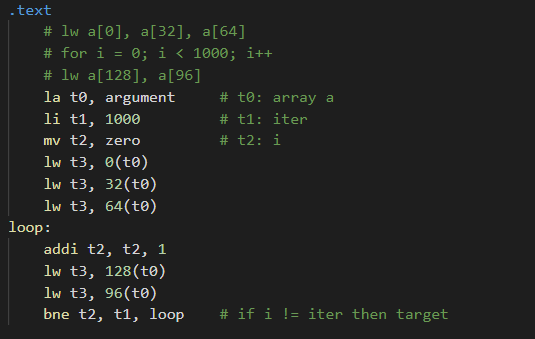 .text
# lw a[0], a[32], a[64]
# for i = 0; i < 1000; i++
# lw a[128], a[96]
la t0, argument # t0: array a
li t1, 1000 # t1: iter
mv t2, zero # t2: i
lw t3, 0(t0)
lw t3, 32(t0)
lw t3, 64(t0)
loop:
addi t2, t2, 1
lw t3, 128(t0)
lw t3, 96(t0)
bne t2, t1, loop # if i != iter then target